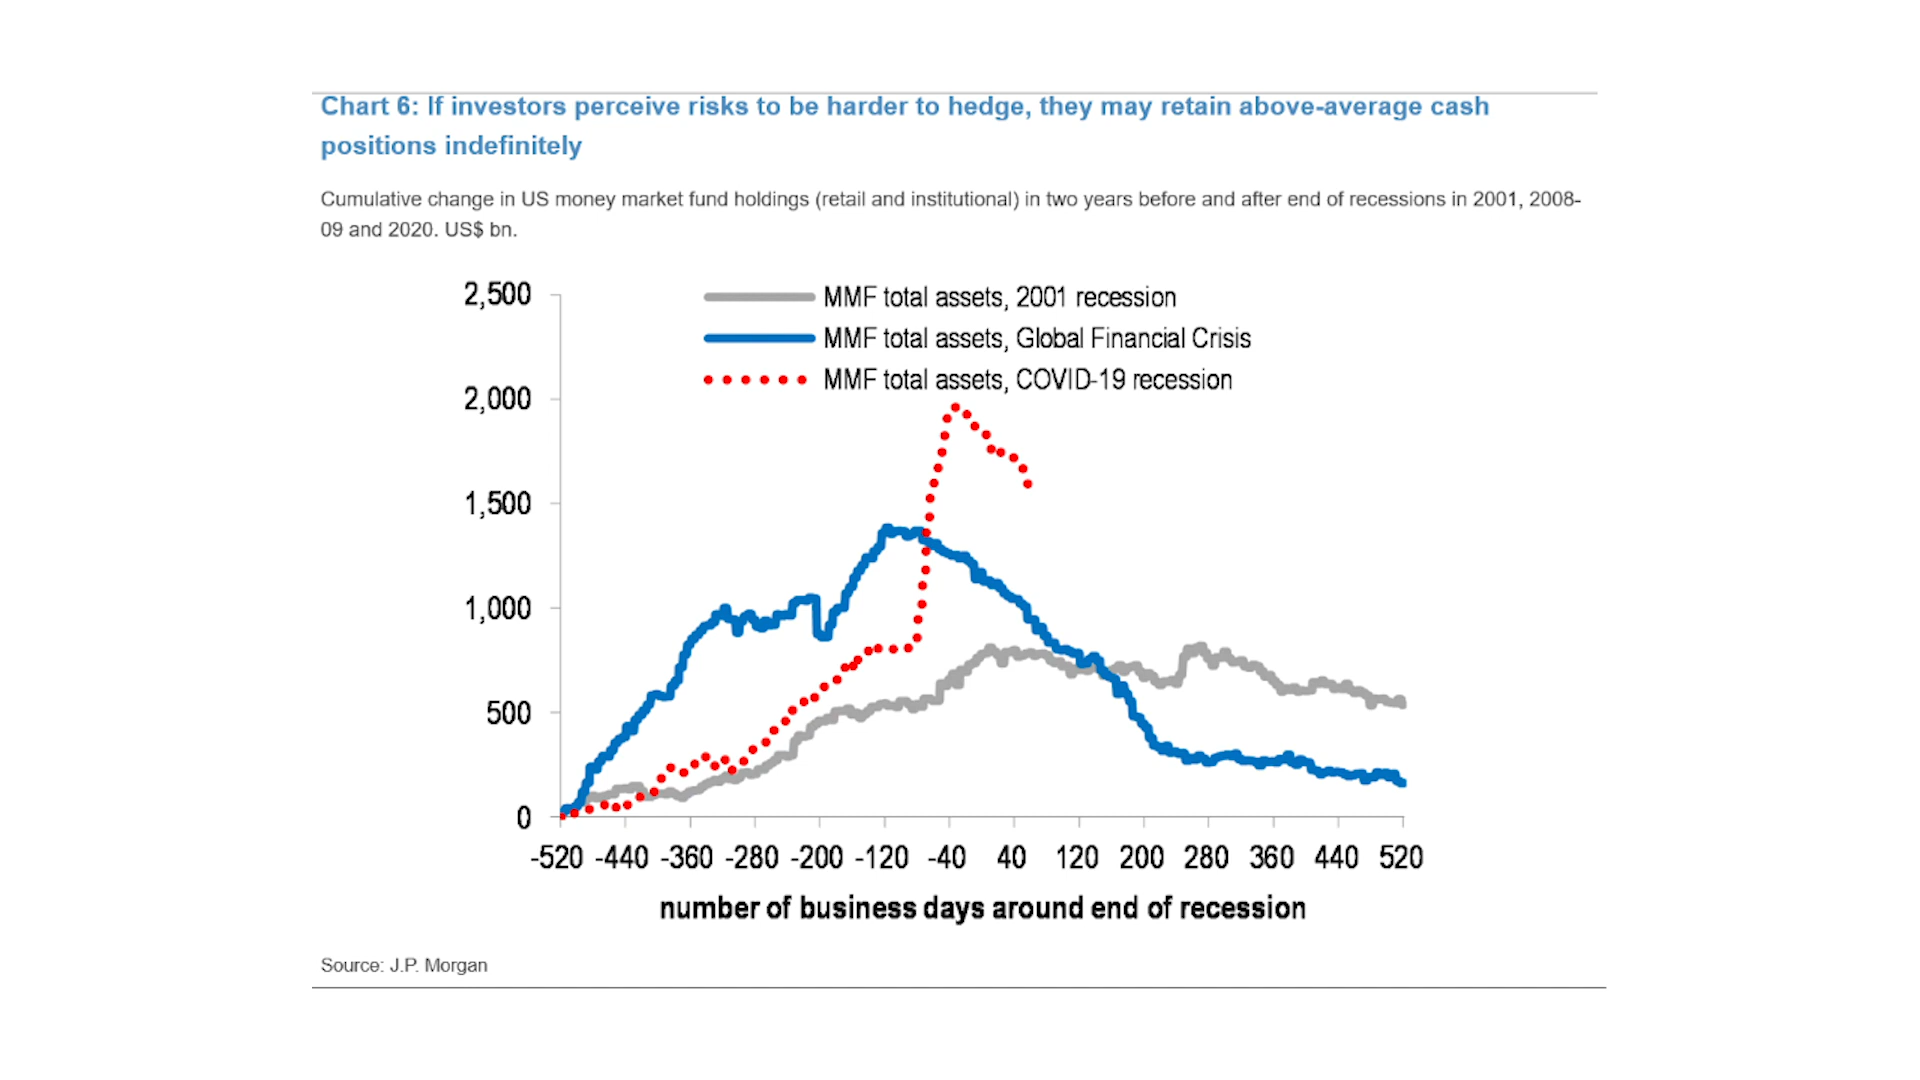 Chart 6: If investors perceive risks to be harder to hedge, they may retain above-average cash
positions indefinitely
Cumulative change in US money market fund holdings (retail and institutional) in two years before and after end of recessions in 2001, 2008-
09 and 2020. US$ bn.
MMF total assets, 2001 recession
MMF total assets, Global Financial Crisis
MMF total assets, COVID-19 recession
2,500
2,000
1,500
1,000
500
0
-520 -440 -360 -280 -200 -120 -40 40 120 200 280 360 440 520
number of business days around end of recession
Source: J.P. Morgan